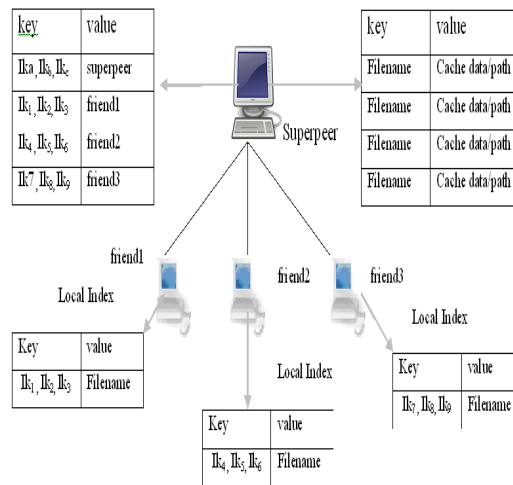 key value
Ika, Ik_b, Ik_c superpeer
Ik₁, Ik₂, Ik₃ friend1
Ik₄, Ik₅, Ik₆ friend2
Ik7, Ik₈, Ik₉ friend3
key value
Filename Cache data/path
Filename Cache data/path
Filename Cache data/path
Filename Cache data/path
Superpeer
friend1
friend2
friend3
Local Index
Key value
Ik₁, Ik₂, Ik₃ Filename
Local Index
Key value
Ik₄, Ik₅, Ik₆ Filename
Local Index
Key value
Ik₇, Ik₈, Ik₉ Filename